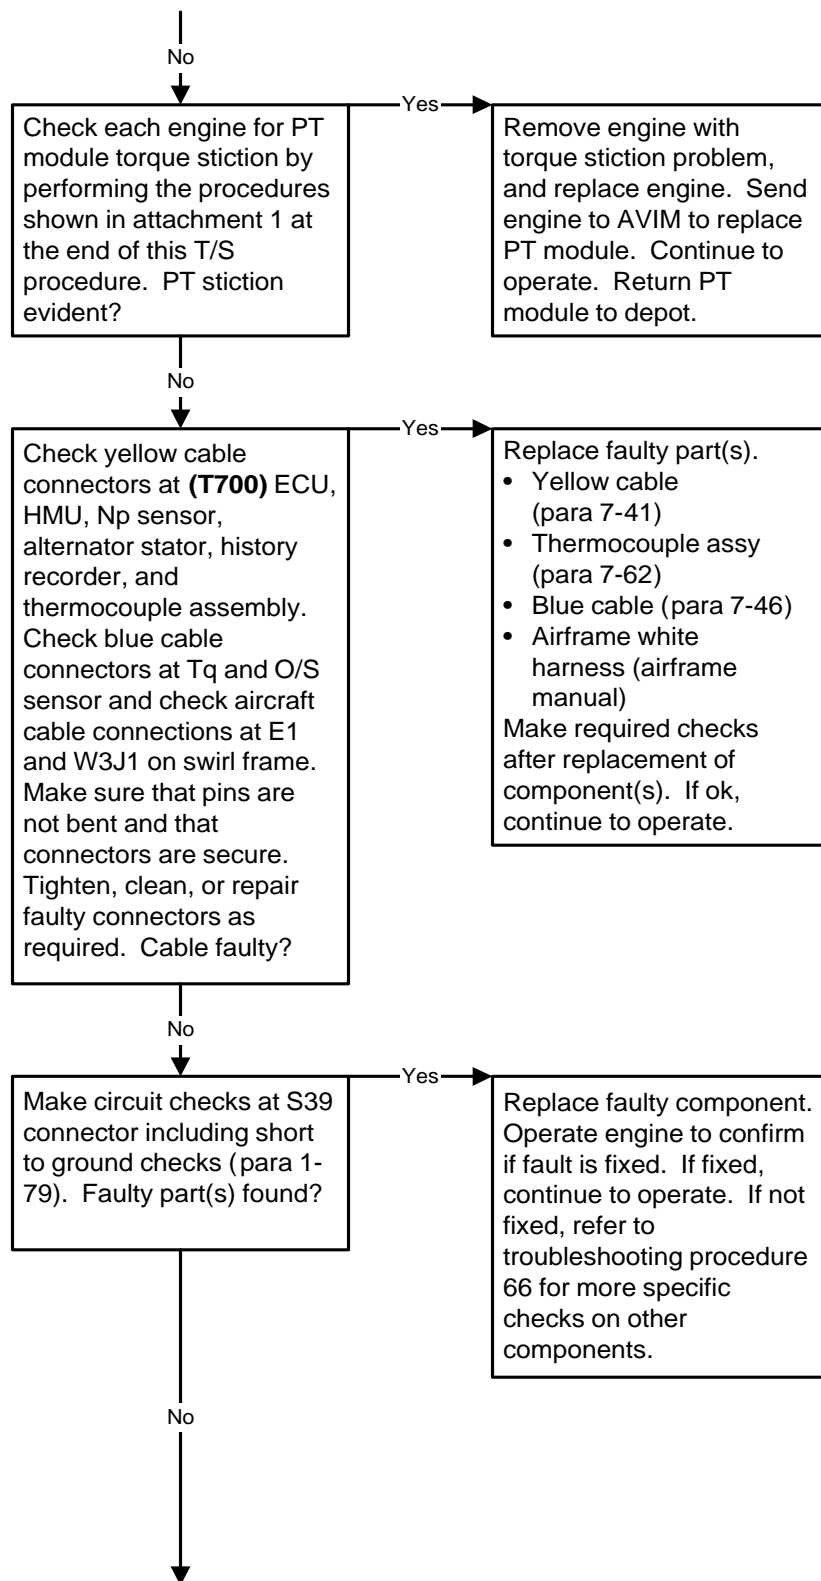 No
Yes
Check each engine for PT
module torque stiction by
performing the procedures
shown in attachment 1 at
the end of this T/S
procedure.  PT stiction
evident?
Remove engine with
torque stiction problem,
and replace engine.  Send
engine to AVIM to replace
PT module.  Continue to
operate.  Return PT
module to depot.
No
Yes
Check yellow cable
connectors at (T700) ECU,
HMU, Np sensor,
alternator stator, history
recorder, and
thermocouple assembly.
Check blue cable
connectors at Tq and O/S
sensor and check aircraft
cable connections at E1
and W3J1 on swirl frame.
Make sure that pins are
not bent and that
connectors are secure.
Tighten, clean, or repair
faulty connectors as
required.  Cable faulty?
Replace faulty part(s).
• Yellow cable
(para 7-41)
• Thermocouple assy
(para 7-62)
• Blue cable (para 7-46)
• Airframe white
harness (airframe
manual)
Make required checks
after replacement of
component(s).  If ok,
continue to operate.
No
Yes
Make circuit checks at S39
connector including short
to ground checks (para 1-
79).  Faulty part(s) found?
Replace faulty component.
Operate engine to confirm
if fault is fixed.  If fixed,
continue to operate.  If not
fixed, refer to
troubleshooting procedure
66 for more specific
checks on other
components.
No